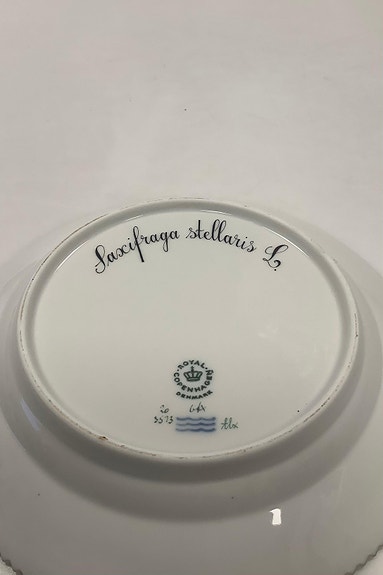 Saxifraga stellaris L.
ROYAL COPENHAGEN
DENMARK
20
3573